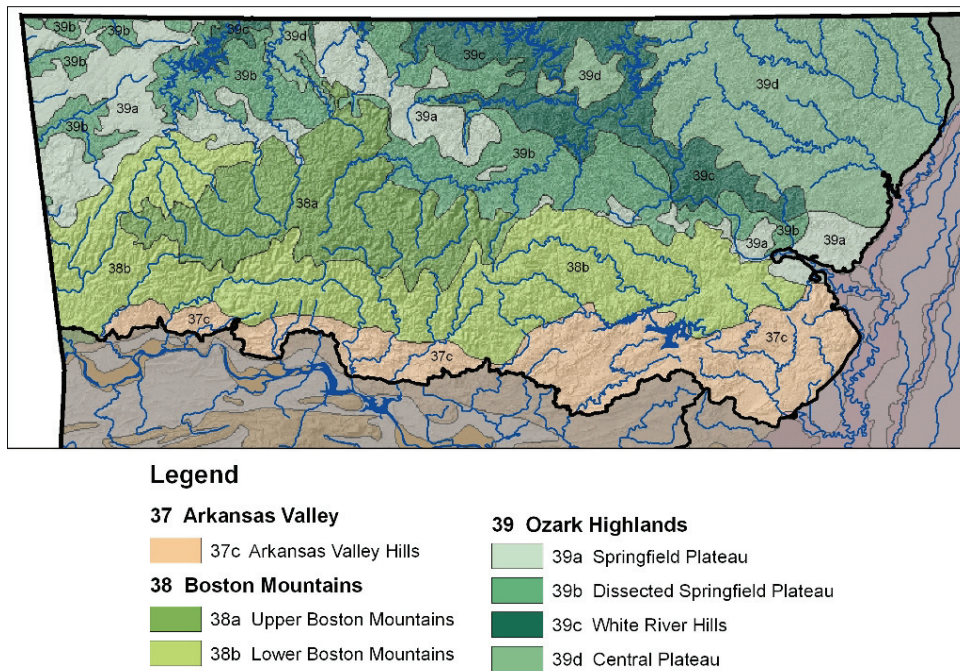 39b
39b
39c
39d
39b
39b
39c
39d
39d
39a
39a
39b
39b
39c
38a
39b
39a
39a
38b
38b
37c
37c
37c
Legend
37 Arkansas Valley
37c Arkansas Valley Hills
38 Boston Mountains
38a Upper Boston Mountains
38b Lower Boston Mountains
39 Ozark Highlands
39a Springfield Plateau
39b Dissected Springfield Plateau
39c White River Hills
39d Central Plateau